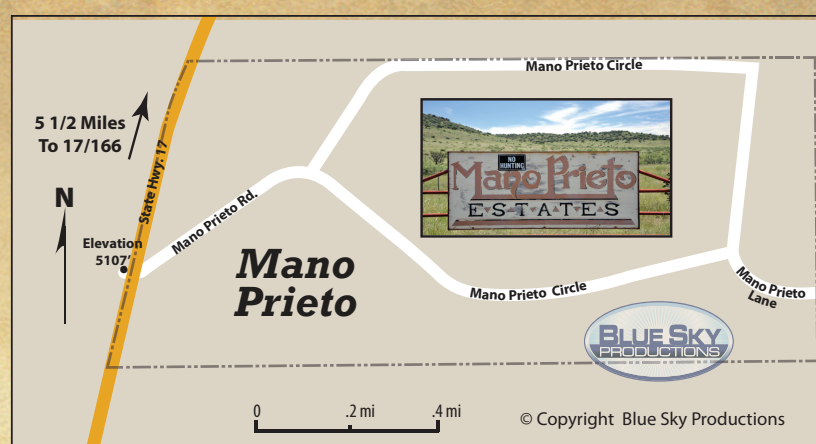 Mano Prieto Circle
5 1/2 Miles
To 17/166
State Hwy. 17
NO
HUNTING
Mano Prieto
ESTATES
N
Mano Prieto Rd.
Elevation
5107'
Mano
Prieto
Mano Prieto Circle
Mano Prieto
Lane
BLUE SKY
PRODUCTIONS
0 .2 mi .4 mi
© Copyright Blue Sky Productions